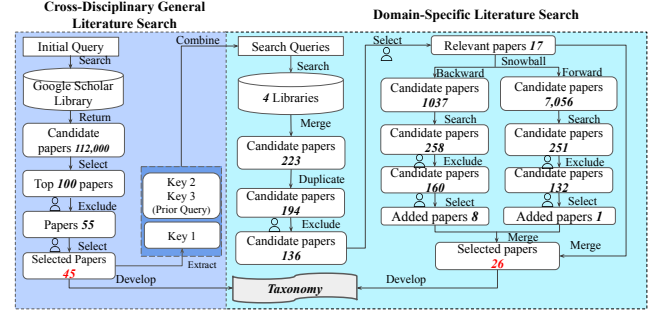 Cross-Disciplinary General
Literature Search
Domain-Specific Literature Search
Initial Query
Search
Google Scholar
Library
Return
Candidate
papers 112,000
Select
Top 100 papers
Exclude
Papers 55
Select
Selected Papers
45
Develop
Combine
Key 2
Key 3
(Prior Query)
Key 1
Extract
Search Queries
Search
4 Libraries
Merge
Candidate papers
223
Duplicate
Candidate papers
194
Exclude
Candidate papers
136
Select
Relevant papers 17
Snowball
Backward
Forward
Candidate papers
1037
Candidate papers
7,056
Search
Search
Candidate papers
258
Candidate papers
251
Exclude
Exclude
Candidate papers
160
Candidate papers
132
Select
Select
Added papers 8
Added papers 1
Merge
Merge
Selected papers
26
Develop
Taxonomy